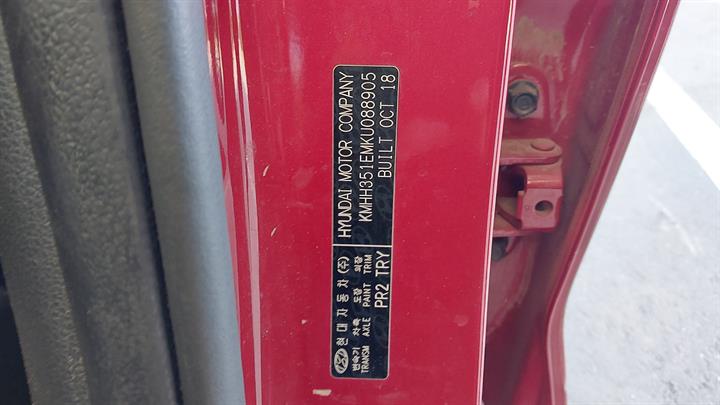 현대자동차(주) HYUNDAI MOTOR COMPANY
변속기 차축 도장 외장 KMHH351EMKU088905
TRANSM AXLE PAINT TRIM BUILT OCT 18
PR2 TRY